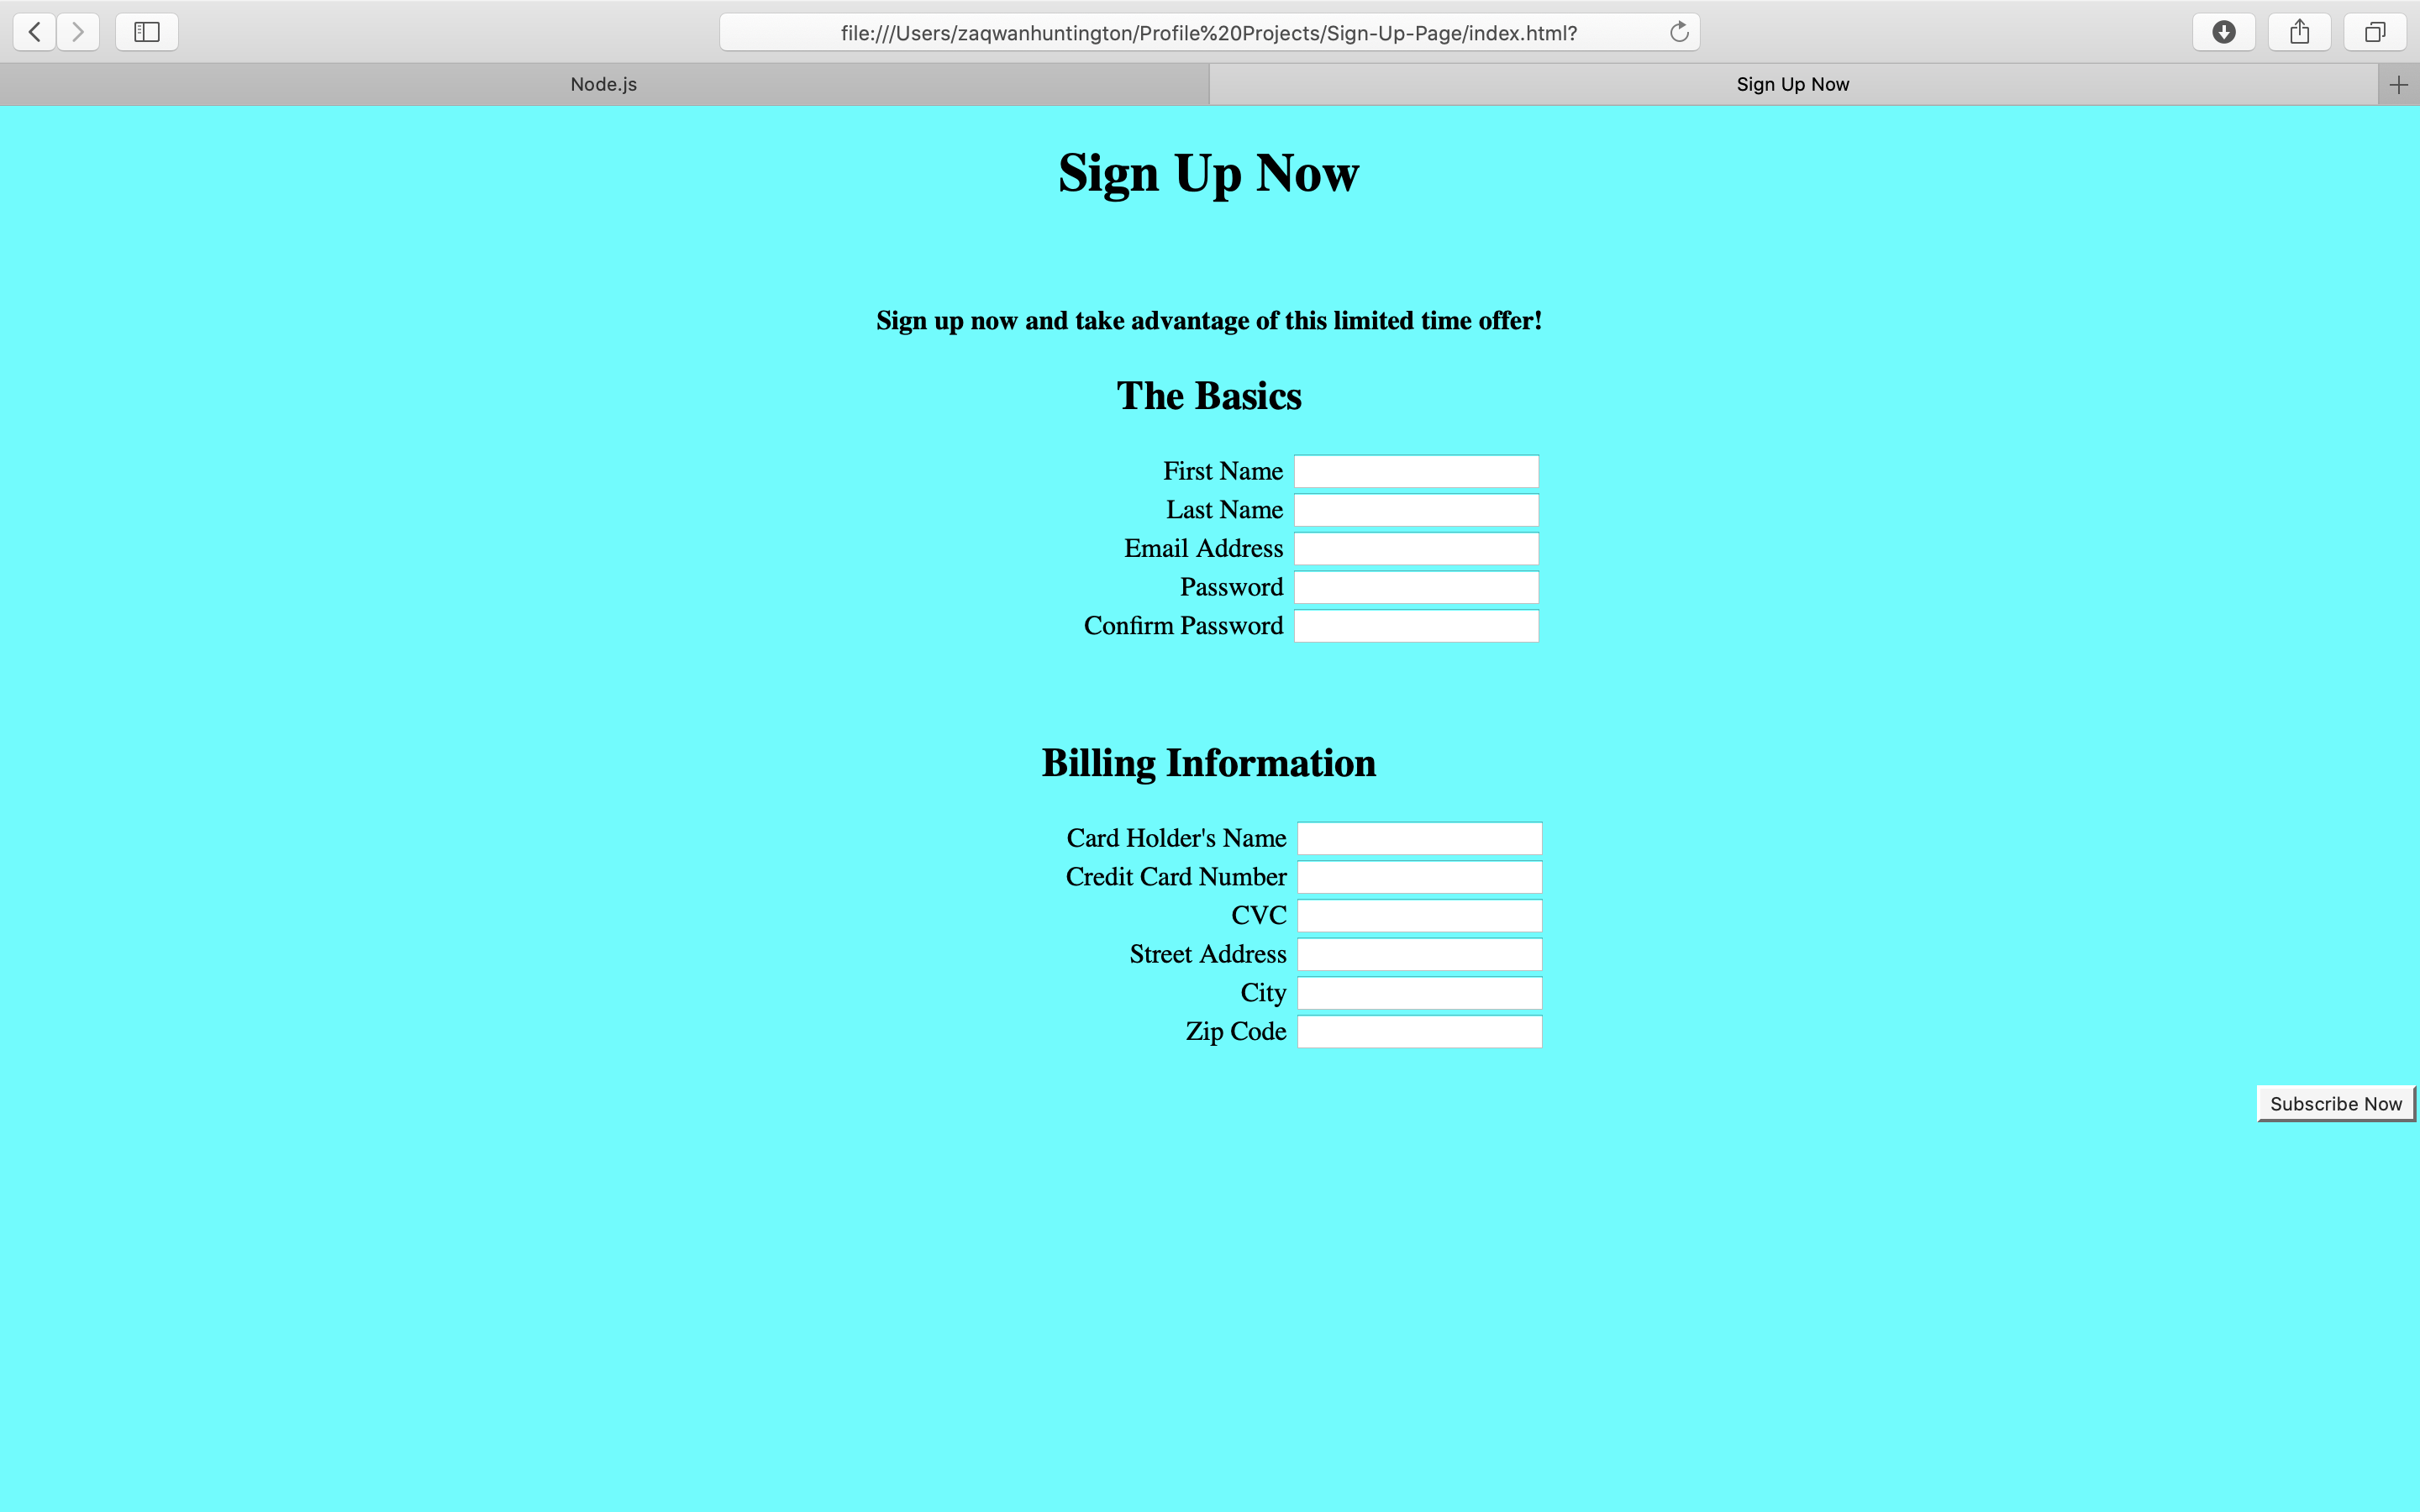 file:///Users/zaqwanhuntington/Profile%20Projects/Sign-Up-Page/index.html?
Node.js
Sign Up Now
Sign Up Now
Sign up now and take advantage of this limited time offer!
The Basics
First Name
Last Name
Email Address
Password
Confirm Password
Billing Information
Card Holder's Name
Credit Card Number
CVC
Street Address
City
Zip Code
Subscribe Now